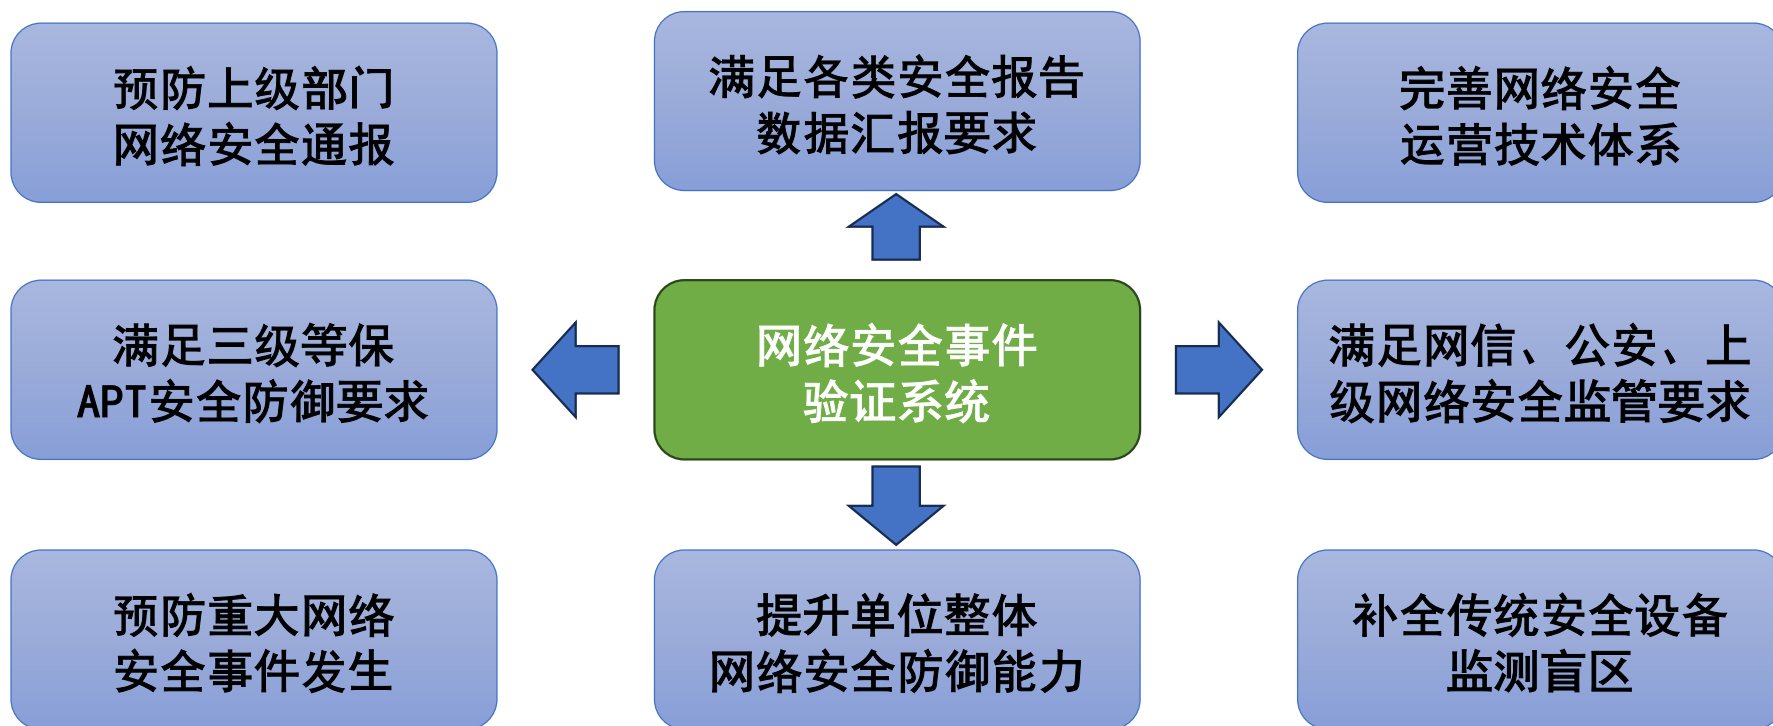 预防上级部门
网络安全通报
满足各类安全报告
数据汇报要求
完善网络安全
运营技术体系
满足三级等保
APT安全防御要求
网络安全事件
验证系统
满足网信、公安、上
级网络安全监管要求
预防重大网络
安全事件发生
提升单位整体
网络安全防御能力
补全传统安全设备
监测盲区